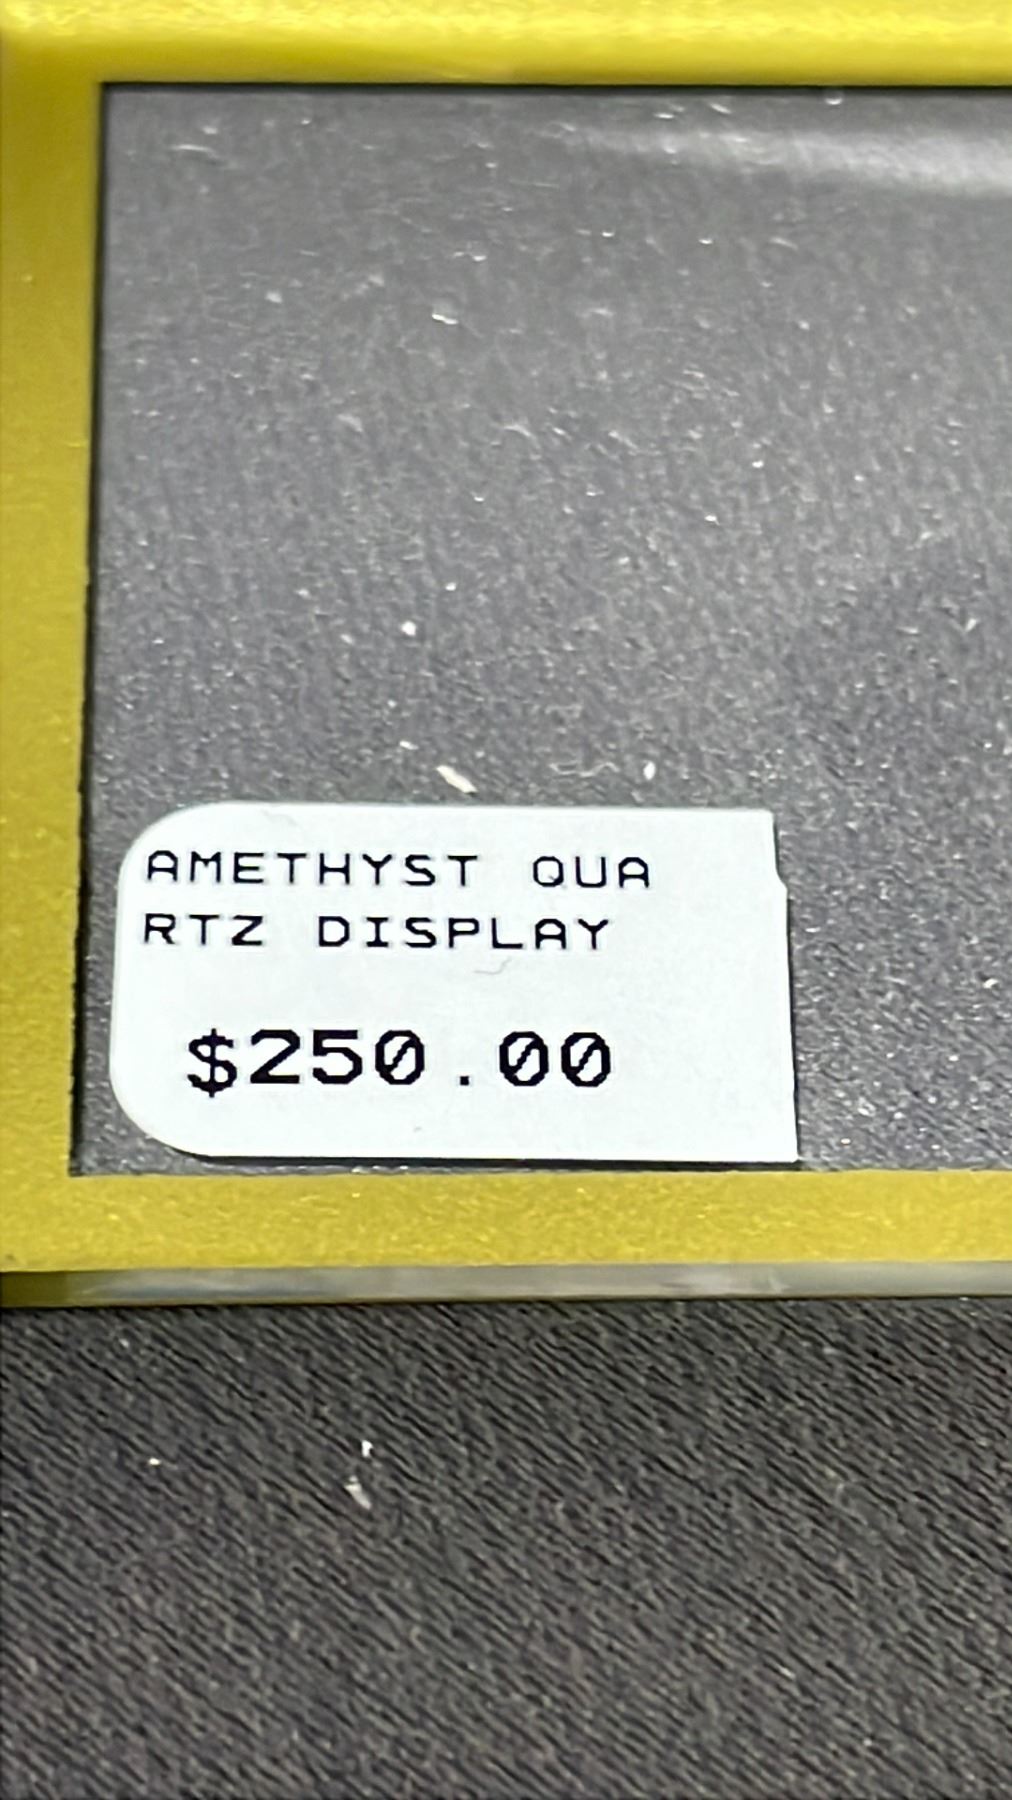 AMETHYST QUA
RTZ DISPLAY
$250.00